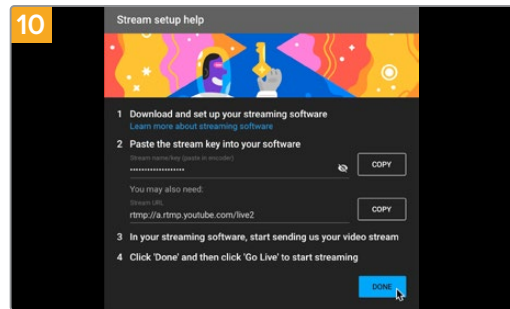 10
Stream setup help
1 Download and set up your streaming software
Learn more about streaming software
2 Paste the stream key into your software
Stream name/key (paste in encoder)
••••••••••••••••••••
COPY
You may also need:
Stream URL
rtmp://a.rtmp.youtube.com/live2
COPY
3 In your streaming software, start sending us your video stream
4 Click 'Done' and then click 'Go Live' to start streaming
DONE